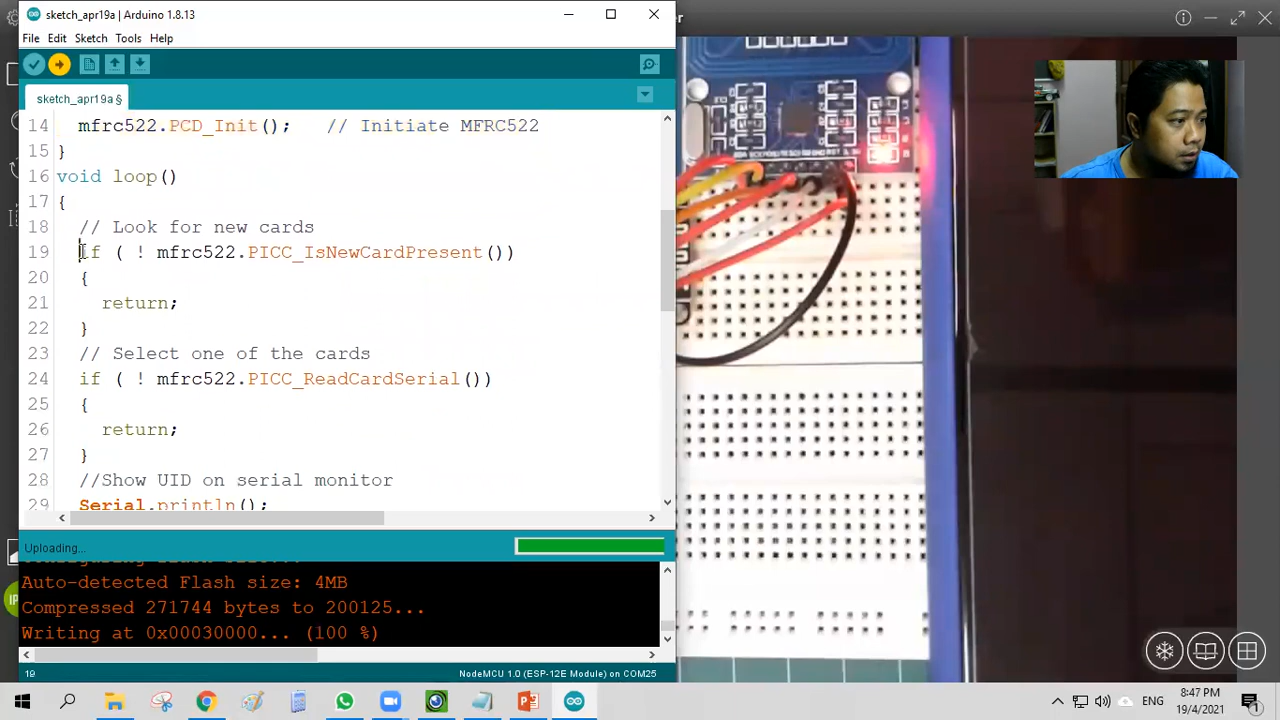 sketch_apr19a | Arduino 1.8.13
File Edit Sketch Tools Help
sketch_apr19a §
14 mfrc522.PCD_Init(); // Initiate MFRC522
15 }
16 void loop()
17 {
18 // Look for new cards
19 if ( ! mfrc522.PICC_IsNewCardPresent())
20 {
21 return;
22 }
23 // Select one of the cards
24 if ( ! mfrc522.PICC_ReadCardSerial())
25 {
26 return;
27 }
28 //Show UID on serial monitor
29 Serial.println();
Uploading...
Auto-detected Flash size: 4MB
Compressed 271744 bytes to 200125...
Writing at 0x00030000... (100 %)
19 NodeMCU 1.0 (ESP-12E Module) on COM25
ENG
8:47 PM
19/4/2021